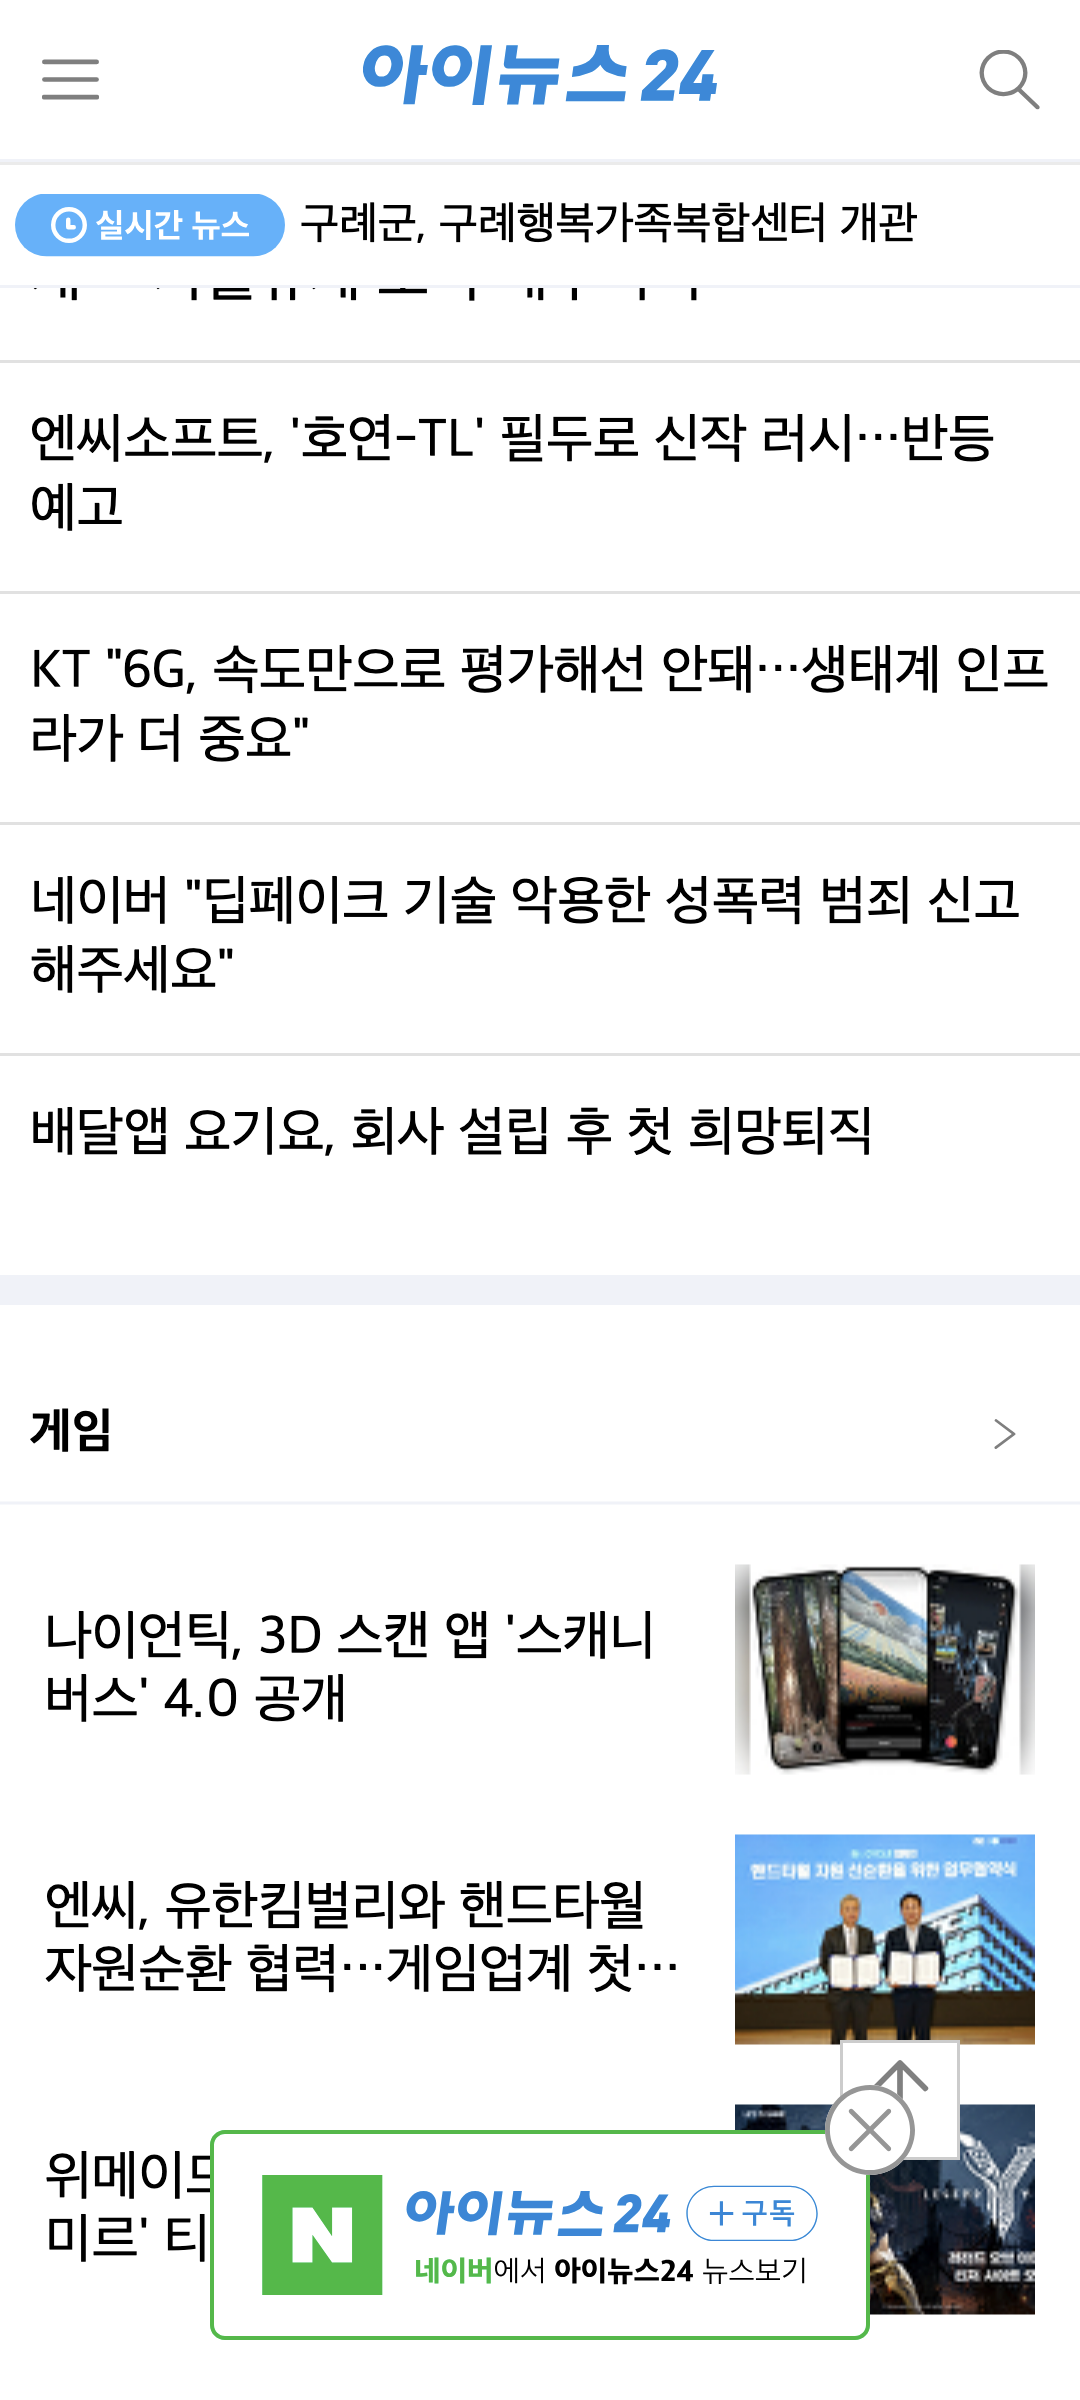 아이뉴스24
실시간 뉴스 구례군, 구례행복가족복합센터 개관
엔씨소프트, '호연-TL' 필두로 신작 러시…반등
예고
KT "6G, 속도만으로 평가해선 안돼…생태계 인프
라가 더 중요"
네이버 "딥페이크 기술 악용한 성폭력 범죄 신고
해주세요"
배달앱 요기요, 회사 설립 후 첫 희망퇴직
게임
나이언틱, 3D 스캔 앱 '스캐니
버스' 4.0 공개
핸드타월 자원 선순환을 위한 업무협약식
엔씨, 유한킴벌리와 핸드타월
자원순환 협력…게임업계 첫…
위메이드
미르' 티
N 아이뉴스24 + 구독
네이버에서 아이뉴스24 뉴스보기